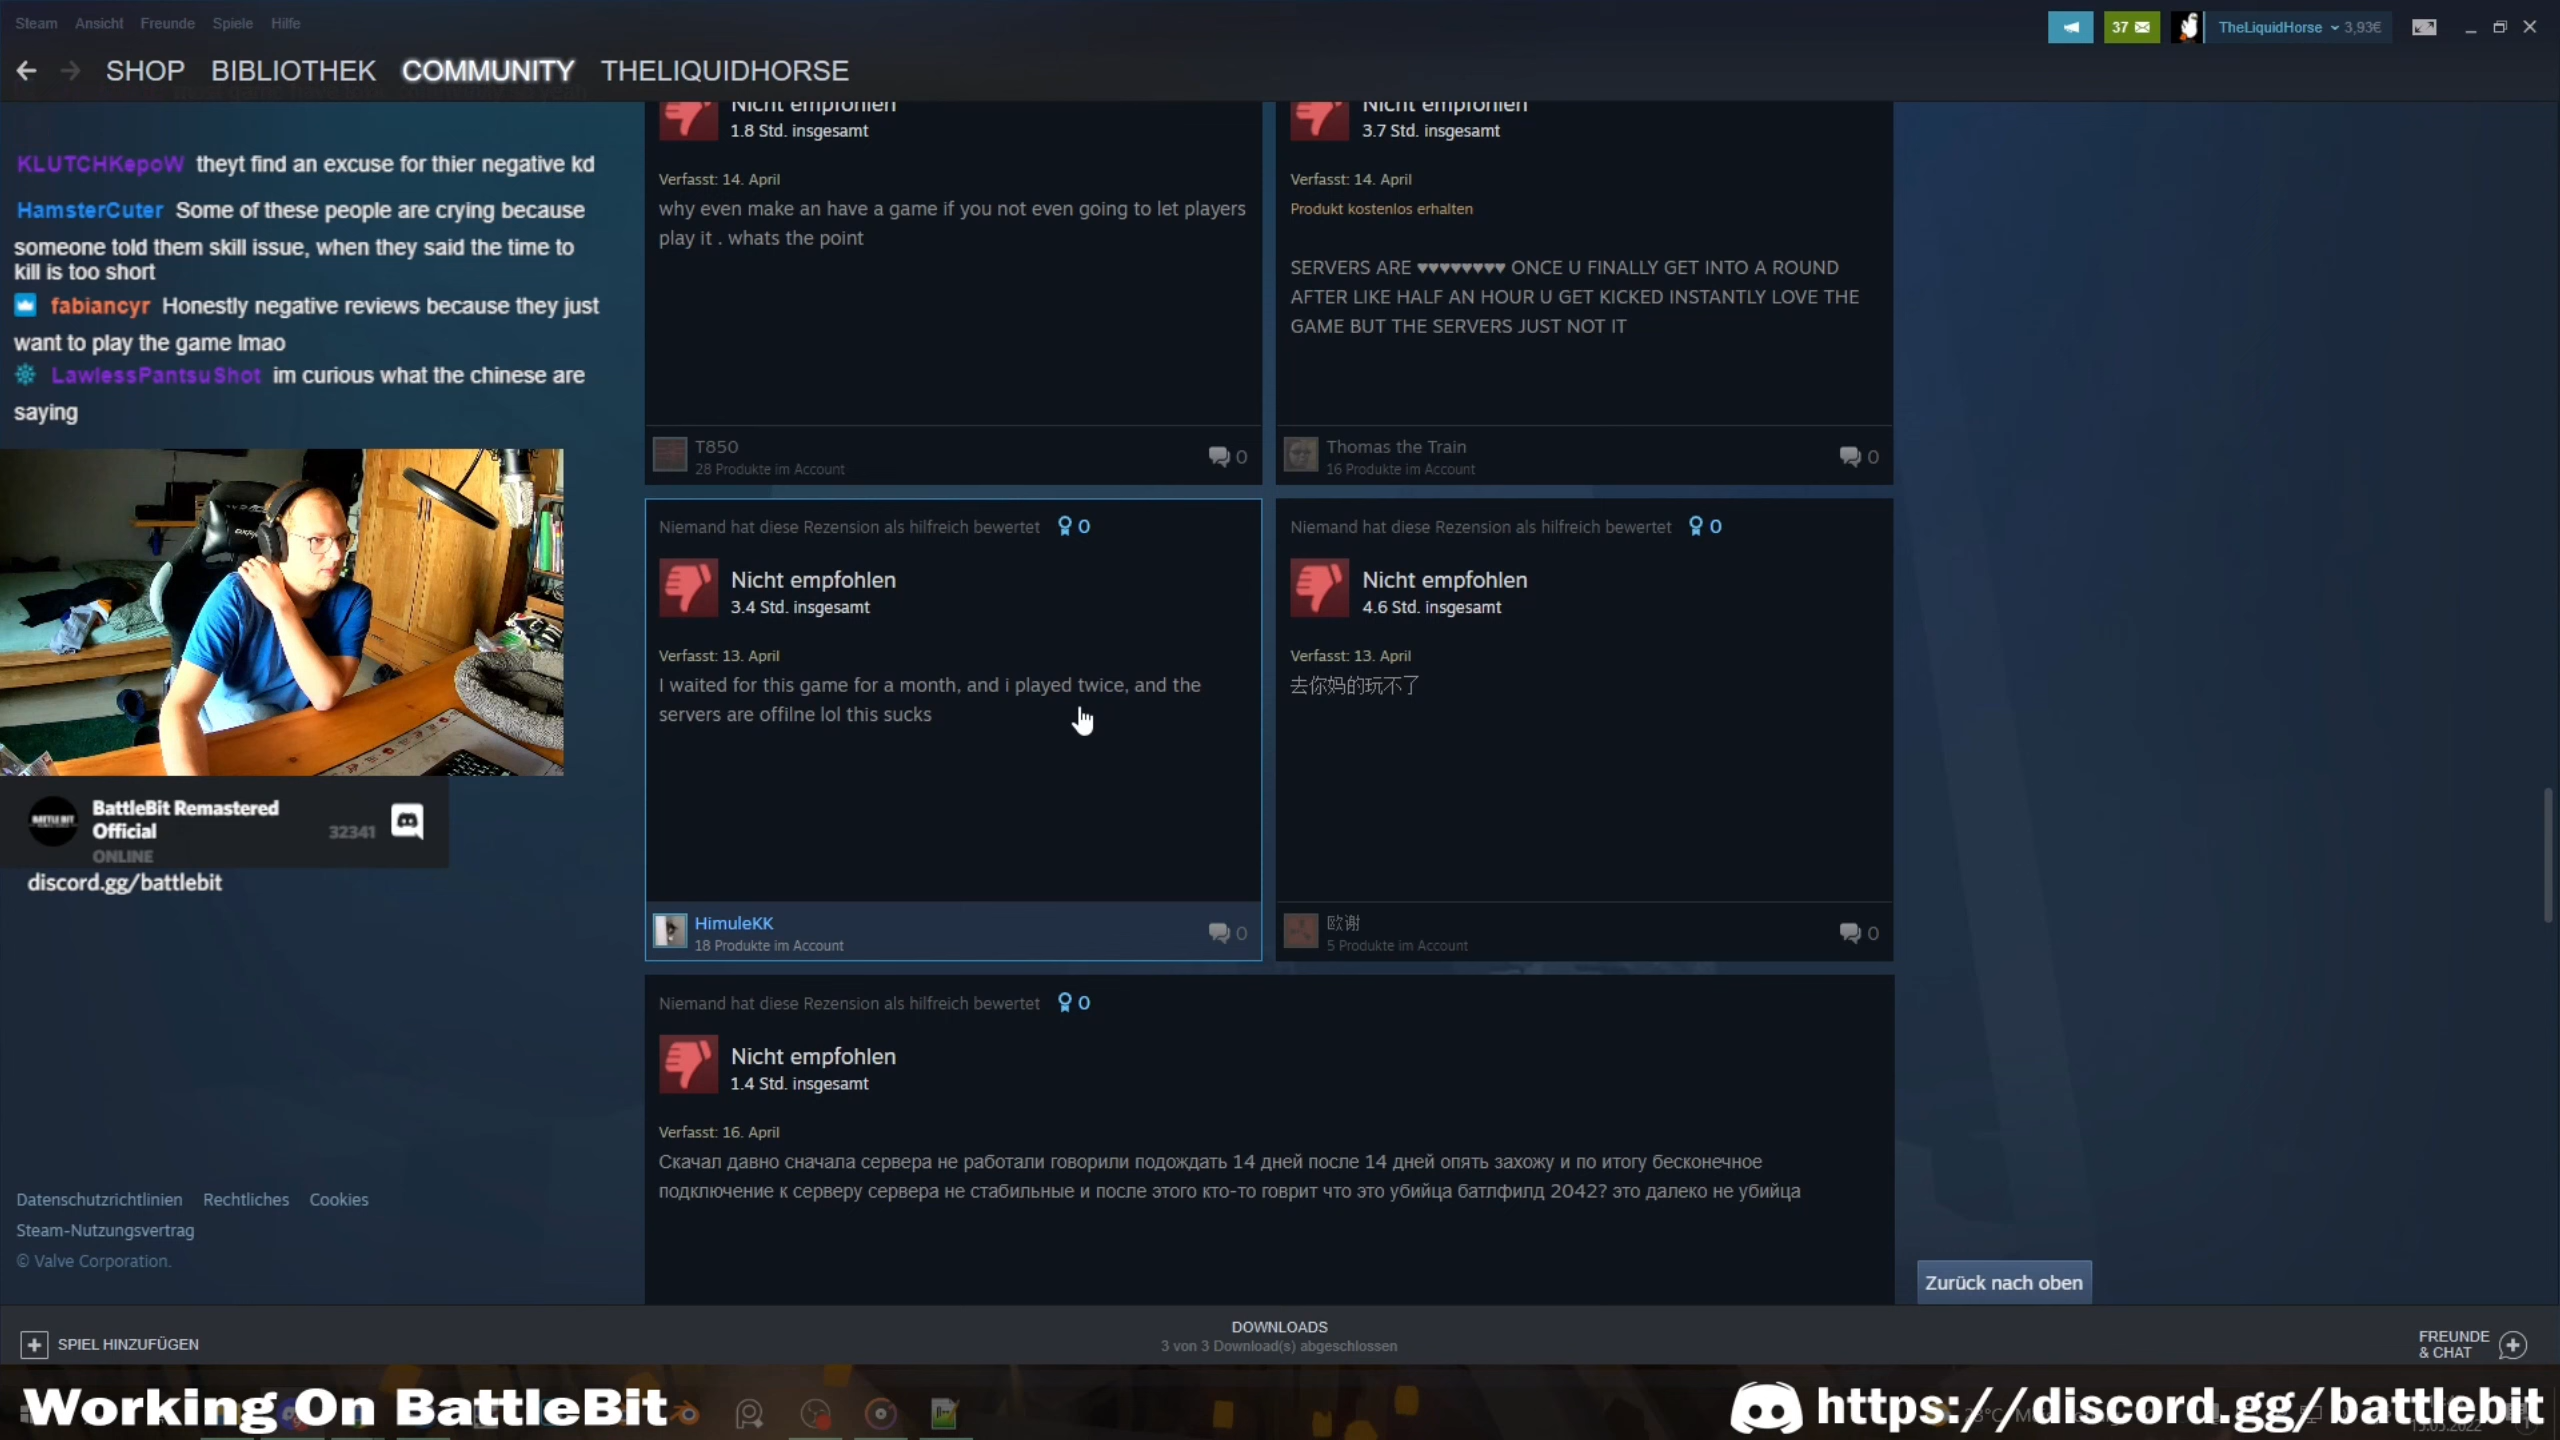 Steam Ansicht Freunde Spiele Hilfe
37 TheLiquidHorse 3,93€
SHOP BIBLIOTHEK COMMUNITY THELIQUIDHORSE
KLUTCHKepoW theyt find an excuse for thier negative kd
HamsterCuter Some of these people are crying because
someone told them skill issue, when they said the time to
kill is too short
fabiancyr Honestly negative reviews because they just
want to play the game lmao
LawlessPantsuShot im curious what the chinese are
saying
BattleBit Remastered
Official
32341
ONLINE
discord.gg/battlebit
Datenschutzrichtlinien Rechtliches Cookies
Steam-Nutzungsvertrag
© Valve Corporation.
Nicht empfohlen
1.8 Std. insgesamt
Verfasst: 14. April
why even make an have a game if you not even going to let players
play it . whats the point
T850
28 Produkte im Account
0
Nicht empfohlen
3.7 Std. insgesamt
Verfasst: 14. April
Produkt kostenlos erhalten
SERVERS ARE ♥♥♥♥♥♥♥♥ ONCE U FINALLY GET INTO A ROUND
AFTER LIKE HALF AN HOUR U GET KICKED INSTANTLY LOVE THE
GAME BUT THE SERVERS JUST NOT IT
Thomas the Train
16 Produkte im Account
0
Niemand hat diese Rezension als hilfreich bewertet 0
Nicht empfohlen
3.4 Std. insgesamt
Verfasst: 13. April
I waited for this game for a month, and i played twice, and the
servers are offilne lol this sucks
HimuleKK
18 Produkte im Account
0
Niemand hat diese Rezension als hilfreich bewertet 0
Nicht empfohlen
4.6 Std. insgesamt
Verfasst: 13. April
去你妈的玩不了
欧谢
5 Produkte im Account
0
Niemand hat diese Rezension als hilfreich bewertet 0
Nicht empfohlen
1.4 Std. insgesamt
Verfasst: 16. April
Скачал давно сначала сервера не работали говорили подождать 14 дней после 14 дней опять захожу и по итогу бесконечное
подключение к серверу сервера не стабильные и после этого кто-то говрит что это убийца батлфилд 2042? это далеко не убийца
Zurück nach oben
SPIEL HINZUFÜGEN
DOWNLOADS
3 von 3 Download(s) abgeschlossen
FREUNDE
& CHAT
Working On BattleBit
https://discord.gg/battlebit